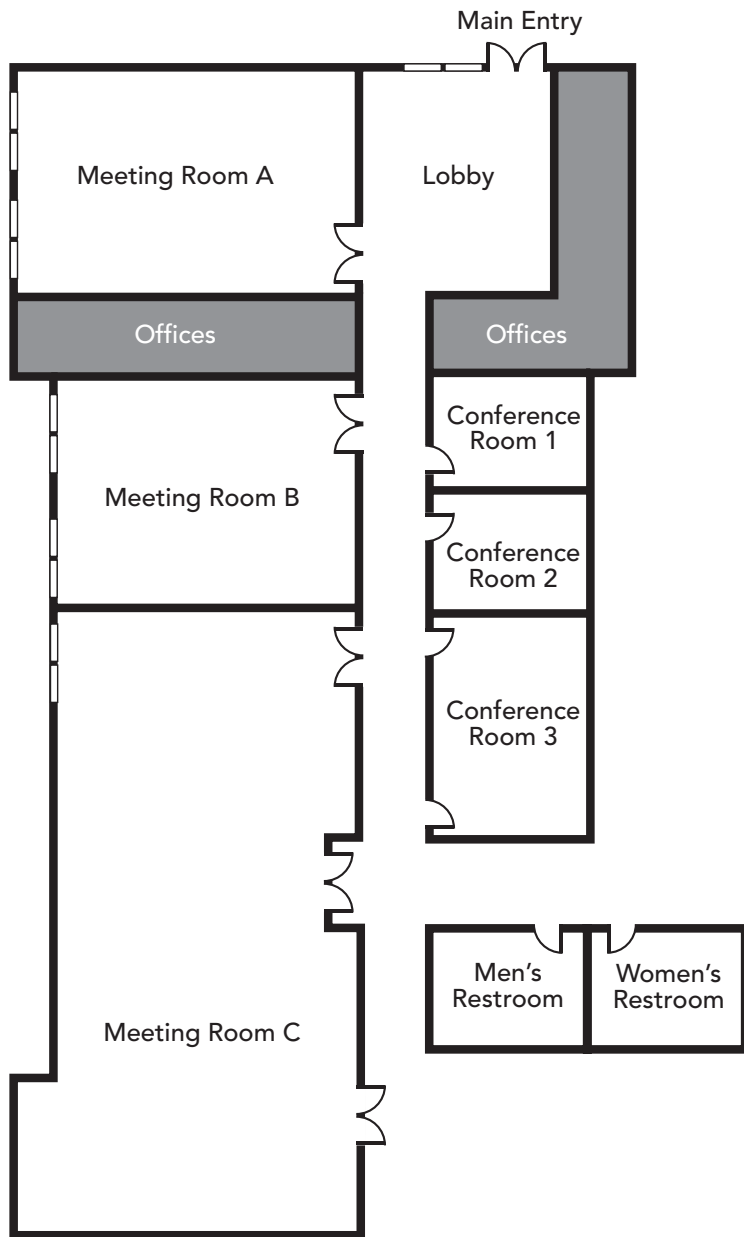 Main Entry
Meeting Room A
Lobby
Offices
Offices
Conference
Room 1
Meeting Room B
Conference
Room 2
Conference
Room 3
Men’s
Restroom
Women’s
Restroom
Meeting Room C